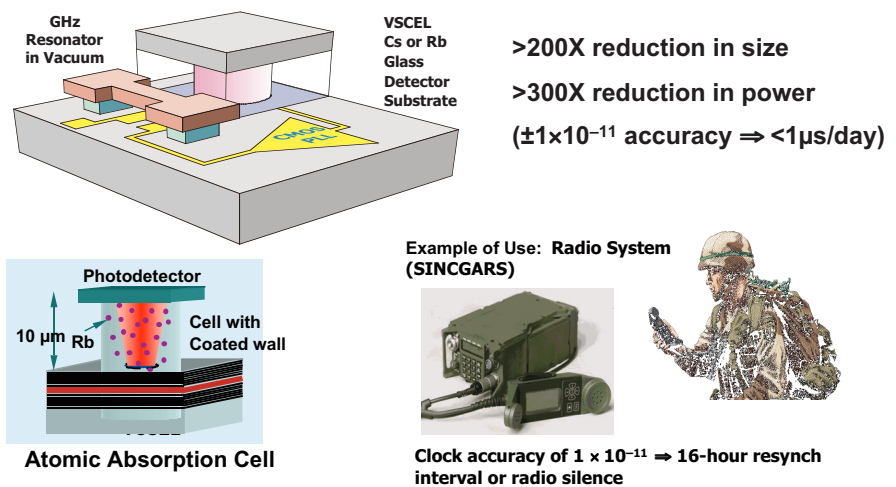 GHz
Resonator
in Vacuum
VSCEL
Cs or Rb
Glass
Detector
Substrate
CMOS
PLL
>200X reduction in size
>300X reduction in power
(±1×10⁻¹¹ accuracy ⇒ <1µs/day)
Photodetector
10 µm
Rb
Cell with
Coated wall
Atomic Absorption Cell
Example of Use: Radio System
(SINCGARS)
Clock accuracy of 1 × 10⁻¹¹ ⇒ 16-hour resynch
interval or radio silence